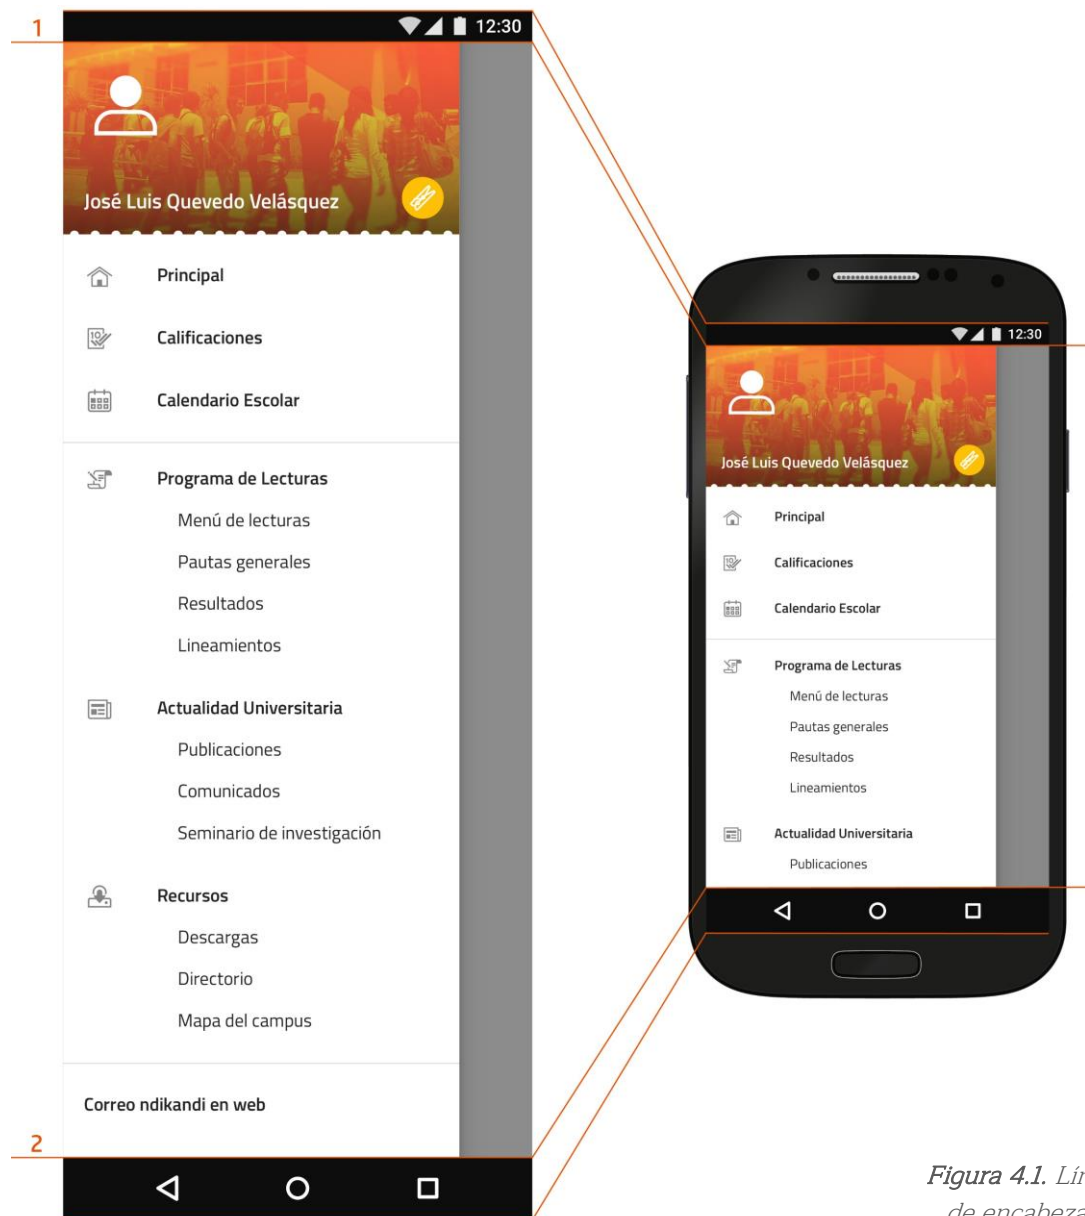 1
12:30
José Luis Quevedo Velásquez
Principal
Calificaciones
Calendario Escolar
Programa de Lecturas
Menú de lecturas
Pautas generales
Resultados
Lineamientos
Actualidad Universitaria
Publicaciones
Comunicados
Seminario de investigación
Recursos
Descargas
Directorio
Mapa del campus
Correo ndikandi en web
2
12:30
José Luis Quevedo Velásquez
Principal
Calificaciones
Calendario Escolar
Programa de Lecturas
Menú de lecturas
Pautas generales
Resultados
Lineamientos
Actualidad Universitaria
Publicaciones
Figura 4.1. Lín
de encabeza